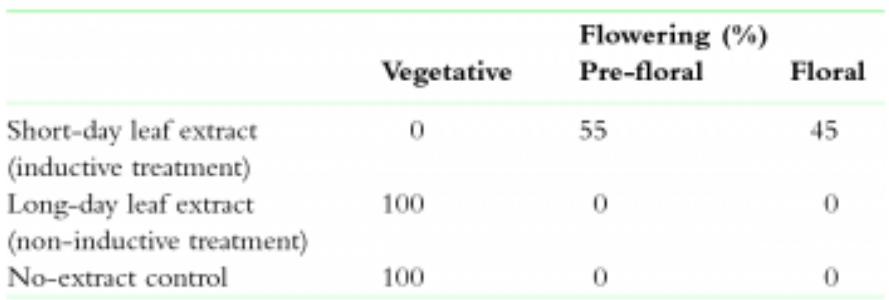 Flowering (%)
Vegetative Pre-floral Floral
Short-day leaf extract 0 55 45
(inductive treatment)
Long-day leaf extract 100 0 0
(non-inductive treatment)
No-extract control 100 0 0